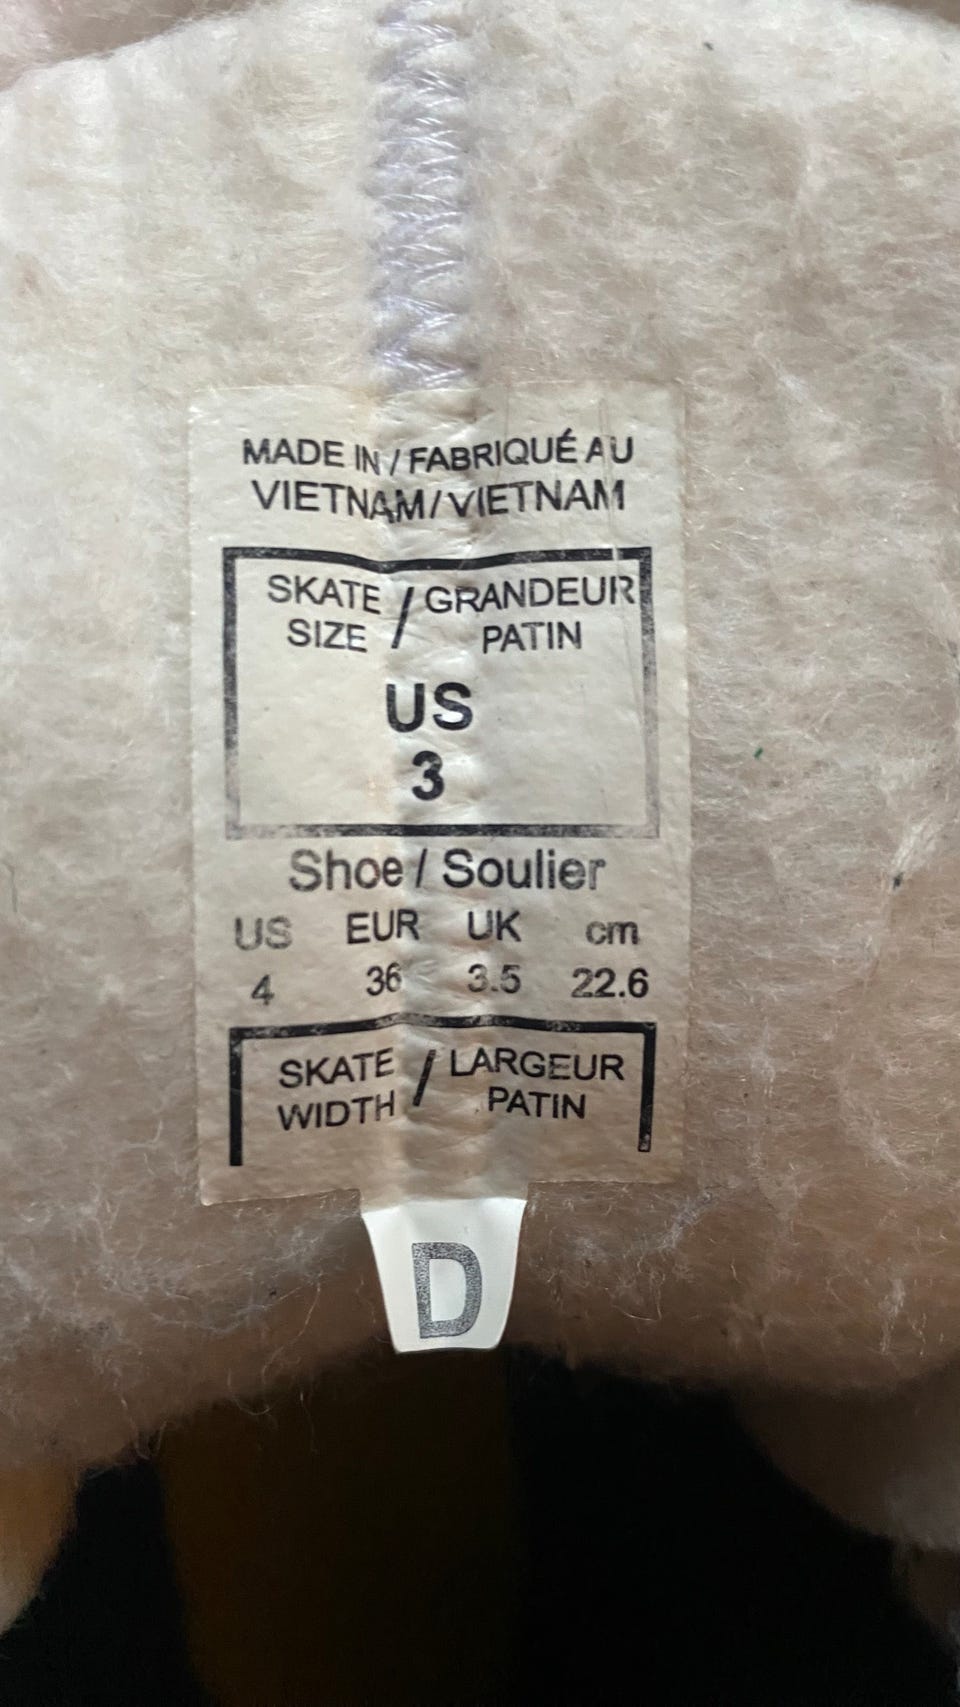 MADE IN / FABRIQUÉ AU
VIETNAM / VIETNAM
SKATE / GRANDEUR
SIZE PATIN
US
3
Shoe / Soulier
US EUR UK cm
4 36 3.5 22.6
SKATE / LARGEUR
WIDTH PATIN
D